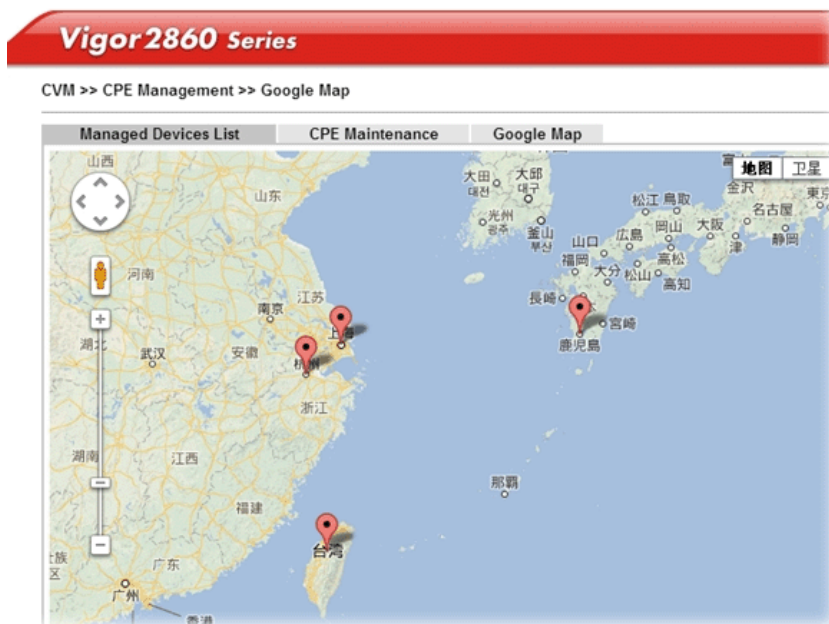 Vigor2860 Series
CVM >> CPE Management >> Google Map
Managed Devices List
CPE Maintenance
Google Map
地图
卫星
山西
山东
河南
江苏
南京
上海
湖北
武汉
安徽
杭州
浙江
湖南
江西
福建
台湾
广东
广州
香港
族
区
大田
대전
大邱
대구
光州
광주
釜山
부산
松江
鳥取
金沢
東京
山口
広島
岡山
大阪
名古屋
津
静岡
福岡
大分
松山
高松
高知
長崎
宮崎
鹿児島
那覇